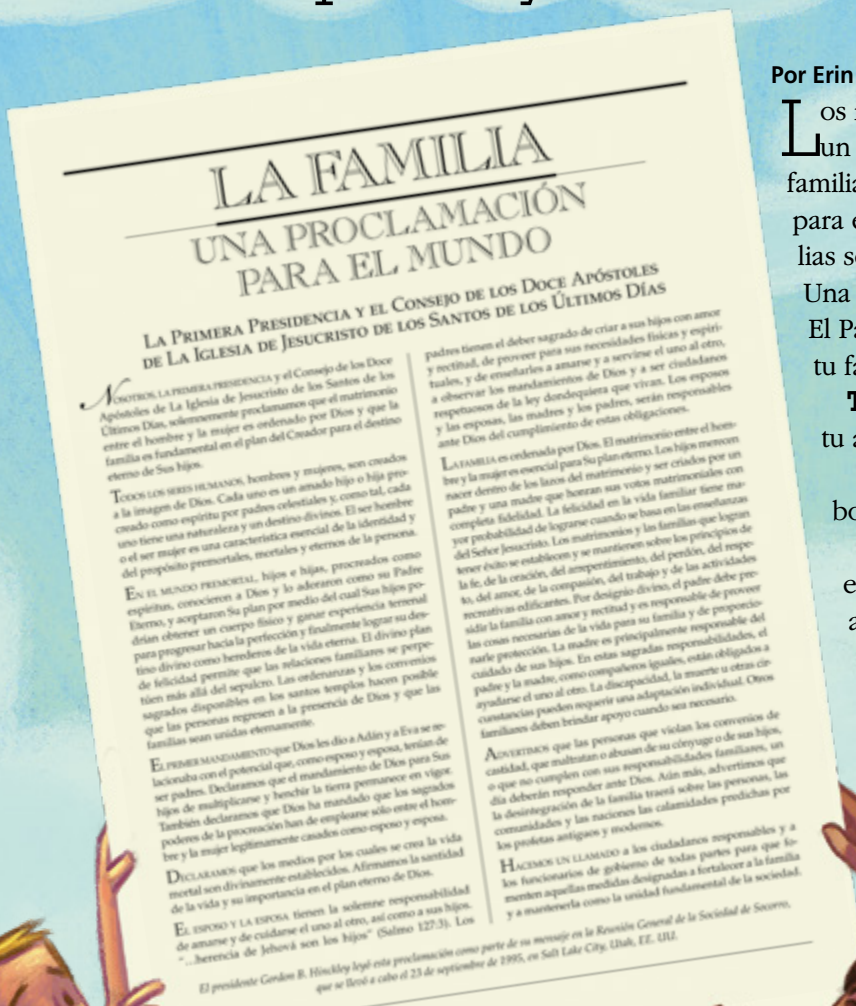 LA FAMILIA
UNA PROCLAMACIÓN
PARA EL MUNDO
LA PRIMERA PRESIDENCIA Y EL CONSEJO DE LOS DOCE APÓSTOLES
DE LA IGLESIA DE JESUCRISTO DE LOS SANTOS DE LOS ÚLTIMOS DÍAS
NOSOTROS, LA PRIMERA PRESIDENCIA y el Consejo de los Doce
Apóstoles de La Iglesia de Jesucristo de los Santos de los
Últimos Días, solemnemente proclamamos que el matrimonio
entre el hombre y la mujer es ordenado por Dios y que la
familia es fundamental en el plan del Creador para el destino
eterno de Sus hijos.
TODOS LOS SERES HUMANOS, hombres y mujeres, son creados
a la imagen de Dios. Cada uno es un amado hijo o hija pro-
creado como espíritu por padres celestiales y, como tal, cada
uno tiene una naturaleza y un destino divinos. El ser hombre
o el ser mujer es una característica esencial de la identidad y
del propósito premortales, mortales y eternos de la persona.
EN EL MUNDO PREMORTAL, hijos e hijas, procreados como
espíritus, conocieron a Dios y lo adoraron como su Padre
Eterno, y aceptaron Su plan por medio del cual Sus hijos po-
drían obtener un cuerpo físico y ganar experiencia terrenal
para progresar hacia la perfección y finalmente lograr su des-
tino divino como herederos de la vida eterna. El divino plan
de felicidad permite que las relaciones familiares se perpe-
túen más allá del sepulcro. Las ordenanzas y los convenios
sagrados disponibles en los santos templos hacen posible
que las personas regresen a la presencia de Dios y que las
familias sean unidas eternamente.
EL PRIMER MANDAMIENTO que Dios les dio a Adán y a Eva se re-
lacionaba con el potencial que, como esposo y esposa, tenían de
ser padres. Declaramos que el mandamiento de Dios para Sus
hijos de multiplicarse y henchir la tierra permanece en vigor.
También declaramos que Dios ha mandado que los sagrados
poderes de la procreación han de emplearse sólo entre el hom-
bre y la mujer legítimamente casados como esposo y esposa.
DECLARAMOS que los medios por los cuales se crea la vida
mortal son divinamente establecidos. Afirmamos la santidad
de la vida y su importancia en el plan eterno de Dios.
EL ESPOSO Y LA ESPOSA tienen la solemne responsabilidad
de amarse y de cuidarse el uno al otro, así como a sus hijos.
"...herencia de Jehová son los hijos" (Salmo 127:3). Los
padres tienen el deber sagrado de criar a sus hijos con amor
y rectitud, de proveer para sus necesidades físicas y espiri-
tuales, y de enseñarles a amarse y a servirse el uno al otro,
a observar los mandamientos de Dios y a ser ciudadanos
respetuosos de la ley dondequiera que vivan. Los esposos
y las esposas, las madres y los padres, serán responsables
ante Dios del cumplimiento de estas obligaciones.
LA FAMILIA es ordenada por Dios. El matrimonio entre el hom-
bre y la mujer es esencial para Su plan eterno. Los hijos merecen
nacer dentro de los lazos del matrimonio y ser criados por un
padre y una madre que honran sus votos matrimoniales con
completa fidelidad. La felicidad en la vida familiar tiene ma-
yor probabilidad de lograrse cuando se basa en las enseñanzas
del Señor Jesucristo. Los matrimonios y las familias que logran
tener éxito se establecen y se mantienen sobre los principios de
la fe, de la oración, del arrepentimiento, del perdón, del respe-
to, del amor, de la compasión, del trabajo y de las actividades
recreativas edificantes. Por designio divino, el padre debe pre-
sidir la familia con amor y rectitud y es responsable de proveer
las cosas necesarias de la vida para su familia y de proporcio-
narle protección. La madre es principalmente responsable del
cuidado de sus hijos. En estas sagradas responsabilidades, el
padre y la madre, como compañeros iguales, están obligados a
ayudarse el uno al otro. La discapacidad, la muerte u otras cir-
cunstancias pueden requerir una adaptación individual. Otros
familiares deben brindar apoyo cuando sea necesario.
ADVERTIMOS que las personas que violan los convenios de
castidad, que maltratan o abusan de su cónyuge o de sus hijos,
o que no cumplen con sus responsabilidades familiares, un
día deberán responder ante Dios. Aún más, advertimos que
la desintegración de la familia traerá sobre las personas, las
comunidades y las naciones las calamidades predichas por
los profetas antiguos y modernos.
HACEMOS UN LLAMADO a los ciudadanos responsables y a
los funcionarios de gobierno de todas partes para que fo-
menten aquellas medidas designadas a fortalecer a la familia
y a mantenerla como la unidad fundamental de la sociedad.
El presidente Gordon B. Hinckley leyó esta proclamación como parte de su mensaje en la Reunión General de la Sociedad de Socorro,
que se llevó a cabo el 23 de septiembre de 1995, en Salt Lake City, Utah, EE. UU.
Por Erin
Los
un
familia
para e
lias so
Una
El Pa
tu fa
T
tu a
bo
e
a